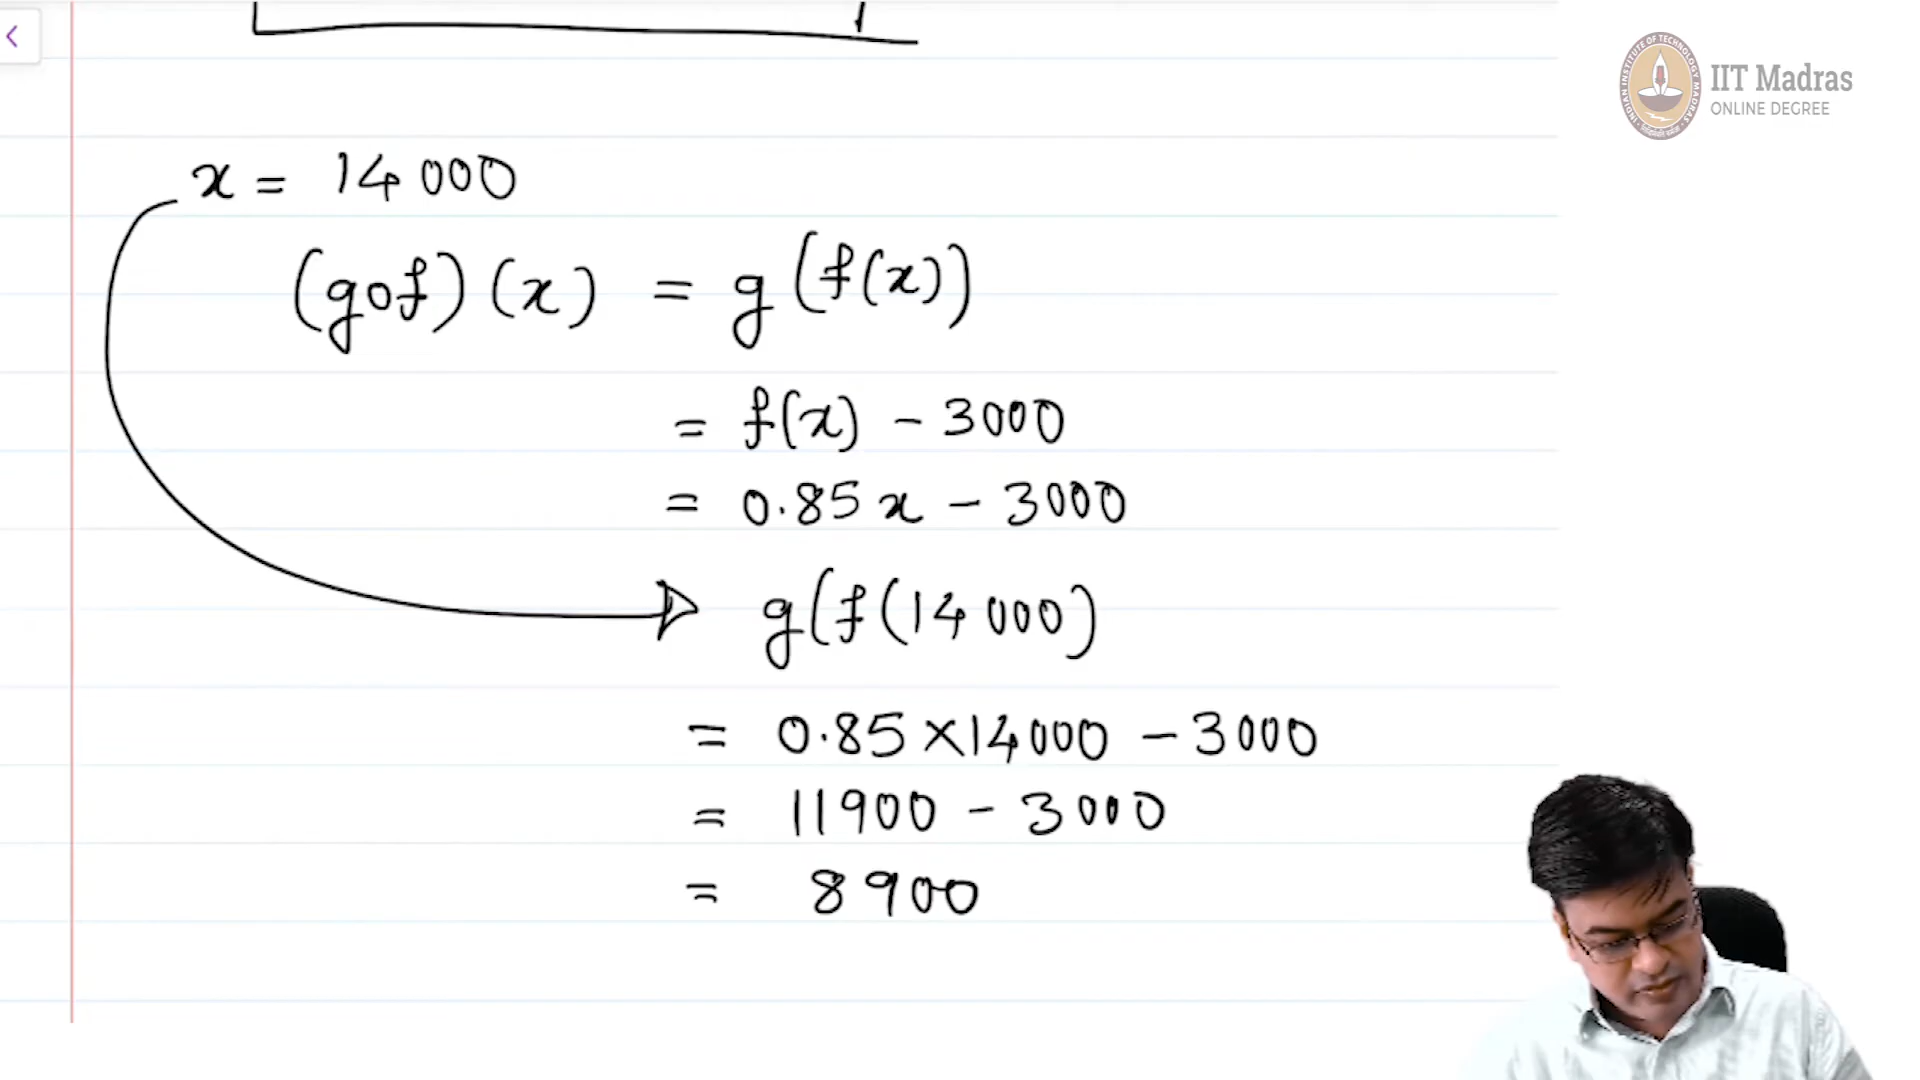 IIT Madras
ONLINE DEGREE
x = 14000
(gof)(x) = g(f(x))
= f(x) - 3000
= 0.85x - 3000
g(f(14000)
= 0.85×14000 - 3000
= 11900 - 3000
= 8900